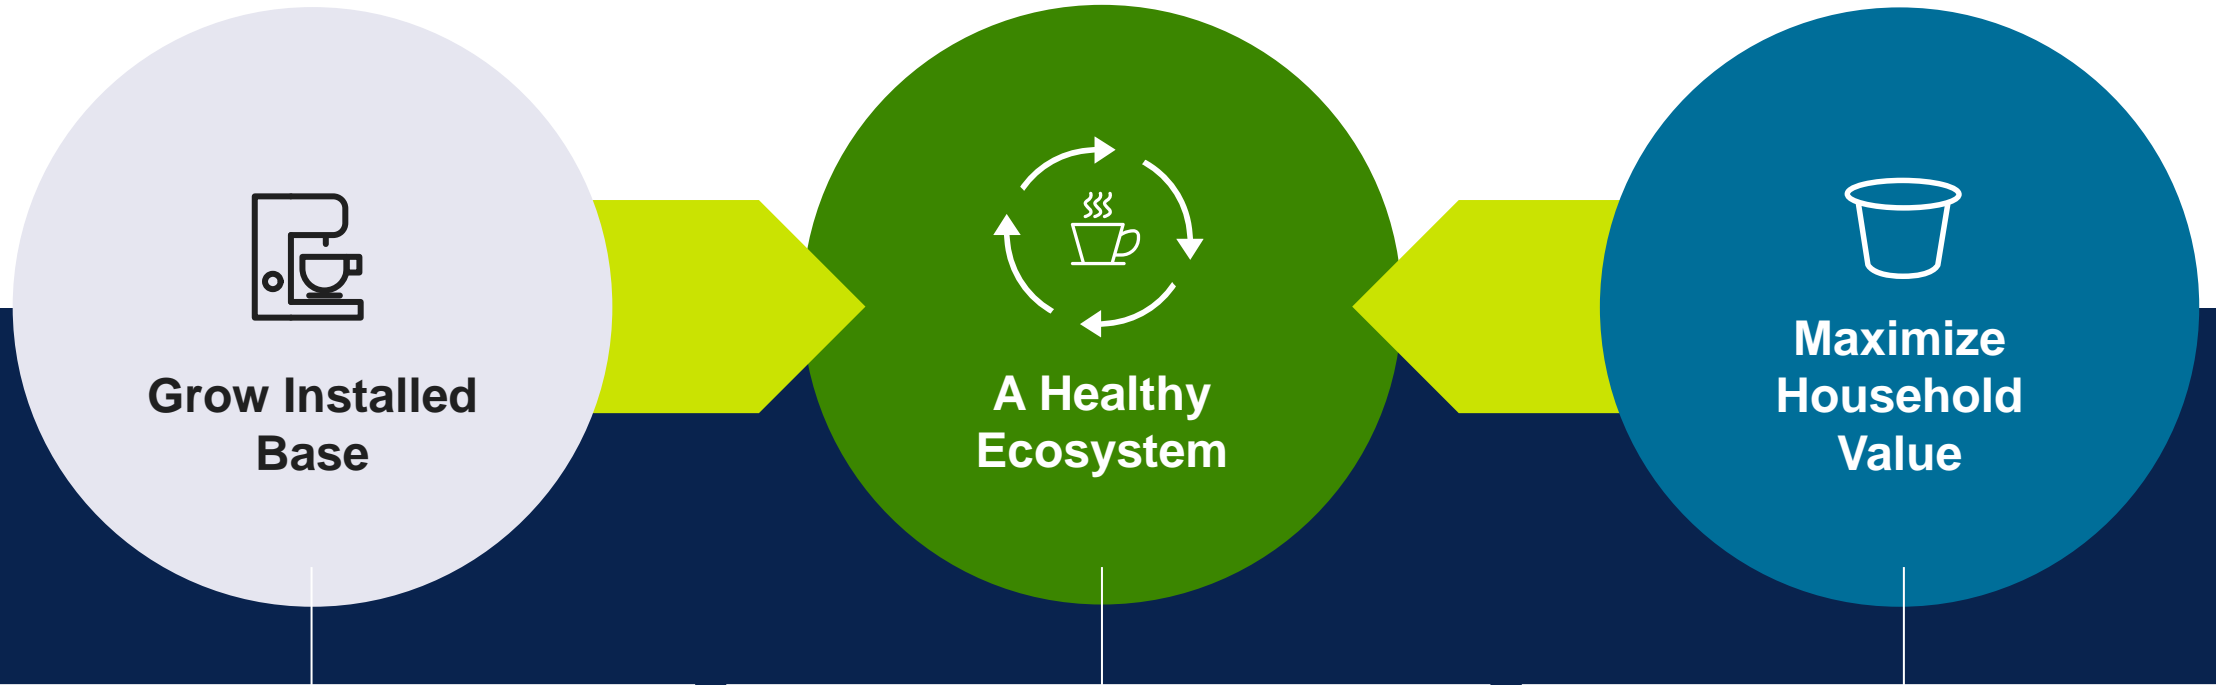 Grow Installed
Base
A Healthy
Ecosystem
Maximize
Household
Value